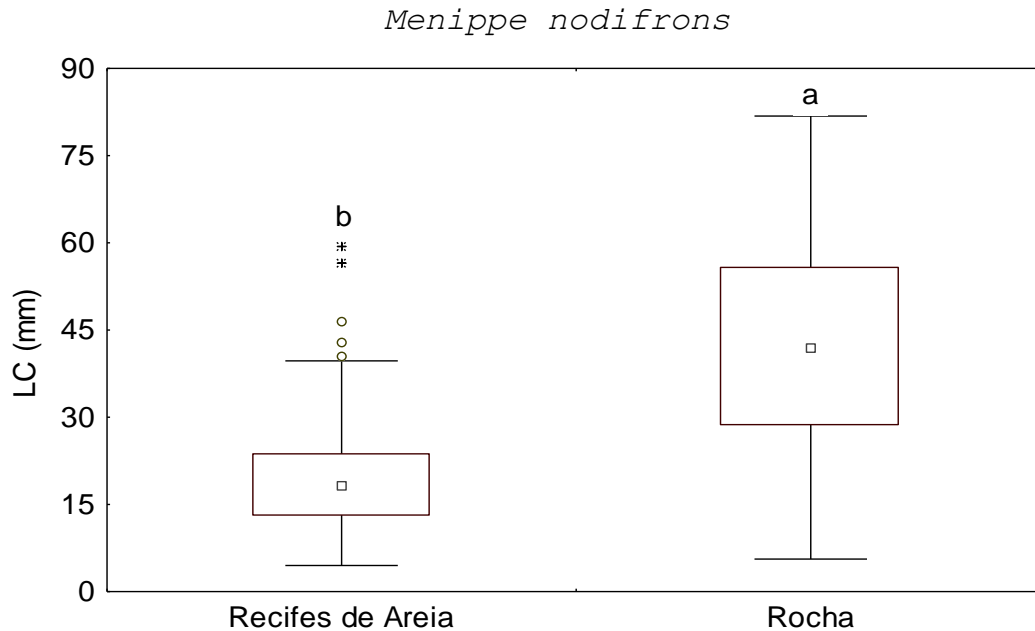 Menippe nodifrons
90
75
60
45
30
15
0
LC (mm)
b
a
Recifes de Areia
Rocha